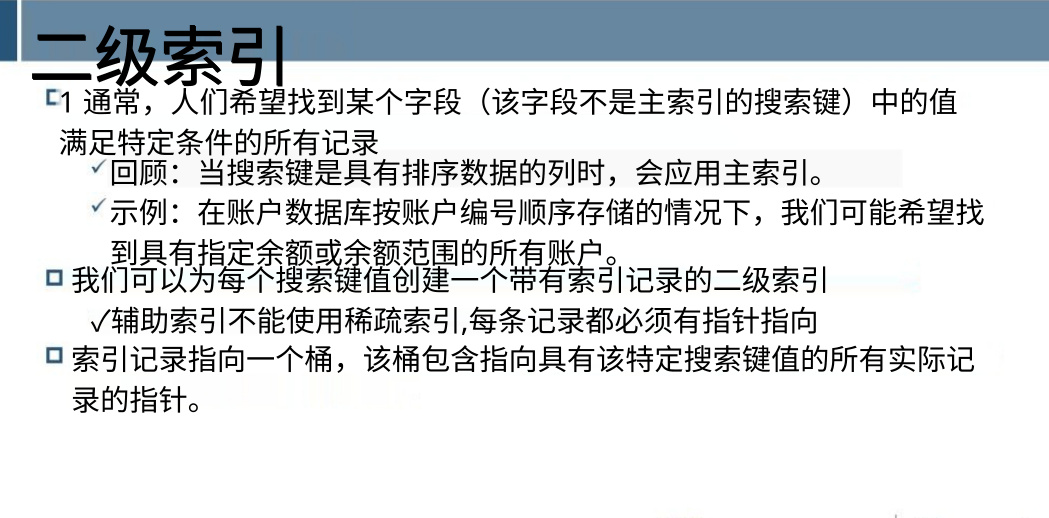 二级索引
1 通常，人们希望找到某个字段（该字段不是主索引的搜索键）中的值
满足特定条件的所有记录
✓回顾：当搜索键是具有排序数据的列时，会应用主索引。
✓示例：在账户数据库按账户编号顺序存储的情况下，我们可能希望找
到具有指定余额或余额范围的所有账户。
我们可以为每个搜索键值创建一个带有索引记录的二级索引
✓辅助索引不能使用稀疏索引,每条记录都必须有指针指向
索引记录指向一个桶，该桶包含指向具有该特定搜索键值的所有实际记
录的指针。